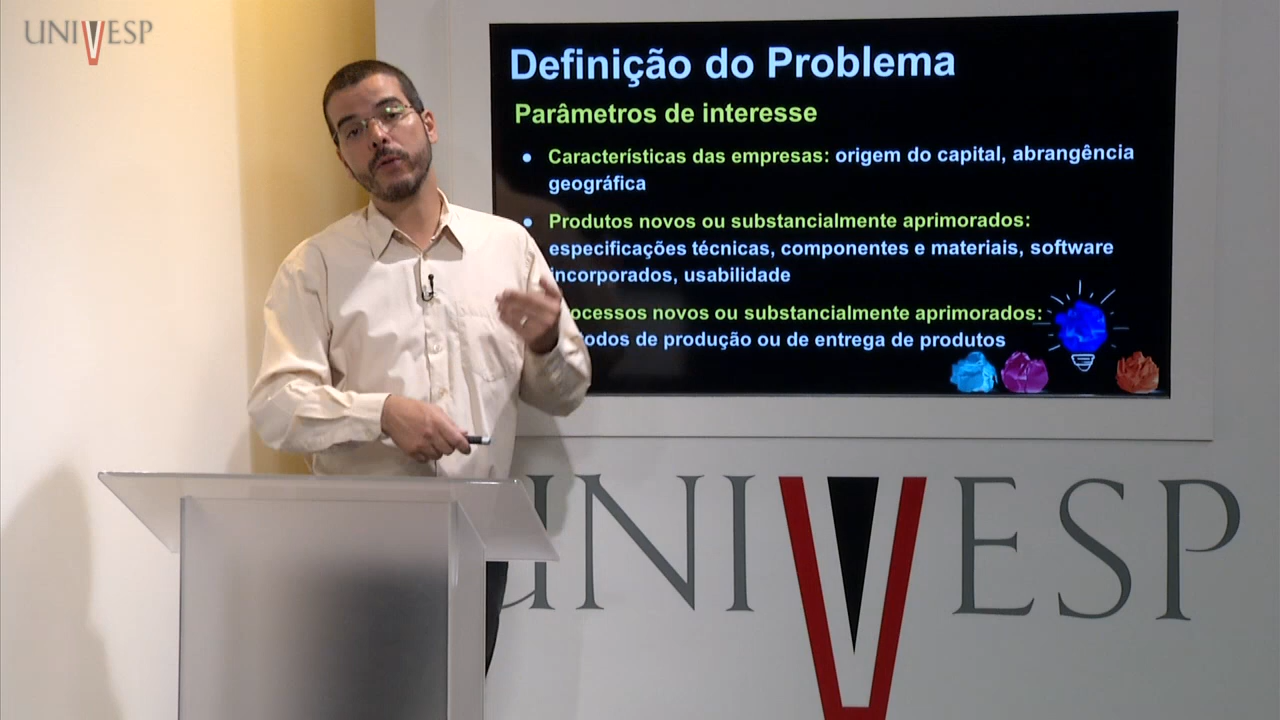 UNIVESP
Definição do Problema
Parâmetros de interesse
• Características das empresas: origem do capital, abrangência
geográfica
• Produtos novos ou substancialmente aprimorados:
especificações técnicas, componentes e materiais, software
incorporados, usabilidade
novos ou substancialmente aprimorados:
de produção ou de entrega de produtos
UNIVESP